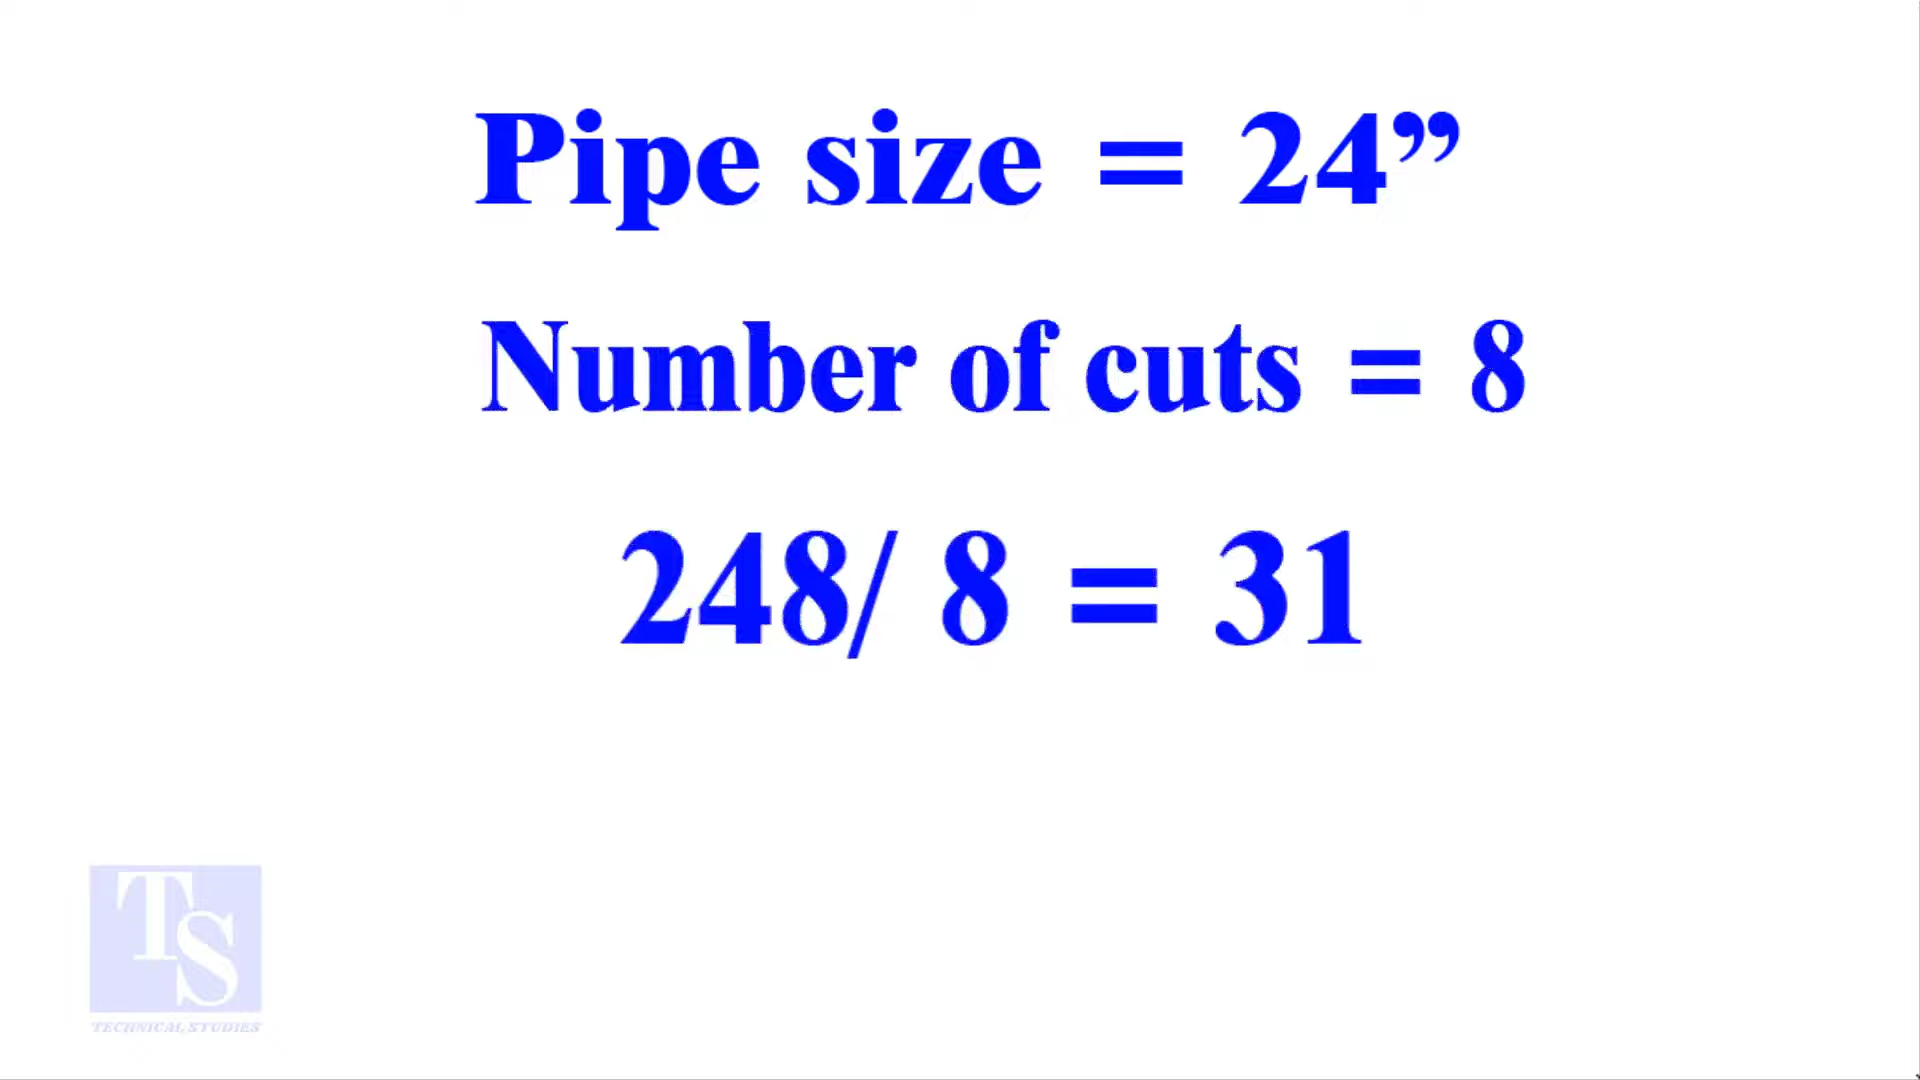 Pipe size = 24”
Number of cuts = 8
248/ 8 = 31
TS
TECHNICAL STUDIES